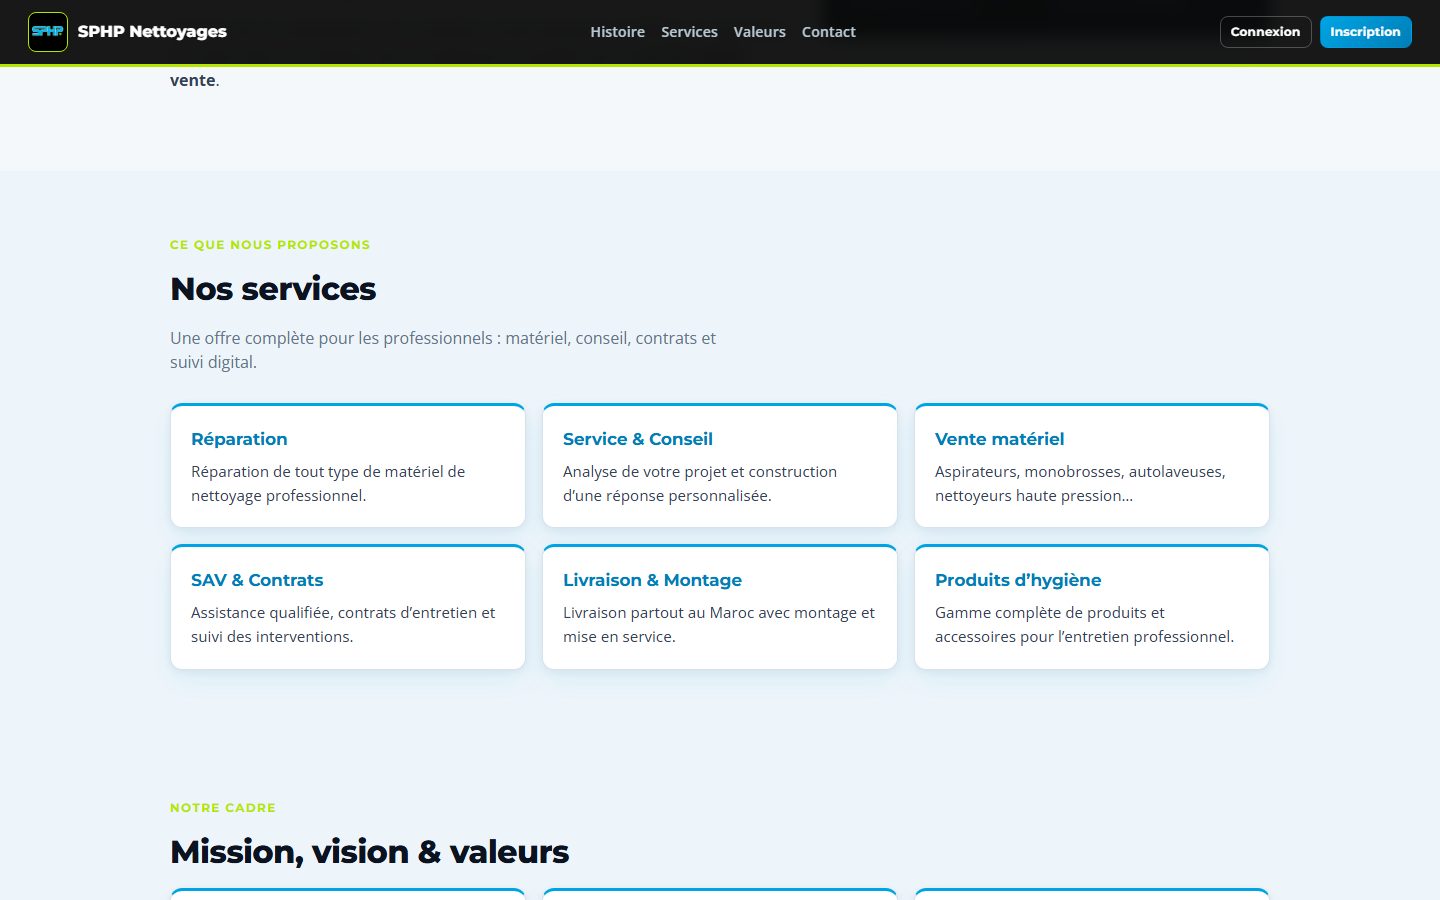 SPHP
SPHP Nettoyages
Histoire Services Valeurs Contact
Connexion Inscription
vente.
CE QUE NOUS PROPOSONS
Nos services
Une offre complète pour les professionnels : matériel, conseil, contrats et
suivi digital.
Réparation
Réparation de tout type de matériel de
nettoyage professionnel.
Service & Conseil
Analyse de votre projet et construction
d'une réponse personnalisée.
Vente matériel
Aspirateurs, monobrosses, autolaveuses,
nettoyeurs haute pression…
SAV & Contrats
Assistance qualifiée, contrats d’entretien et
suivi des interventions.
Livraison & Montage
Livraison partout au Maroc avec montage et
mise en service.
Produits d’hygiène
Gamme complète de produits et
accessoires pour l’entretien professionnel.
NOTRE CADRE
Mission, vision & valeurs